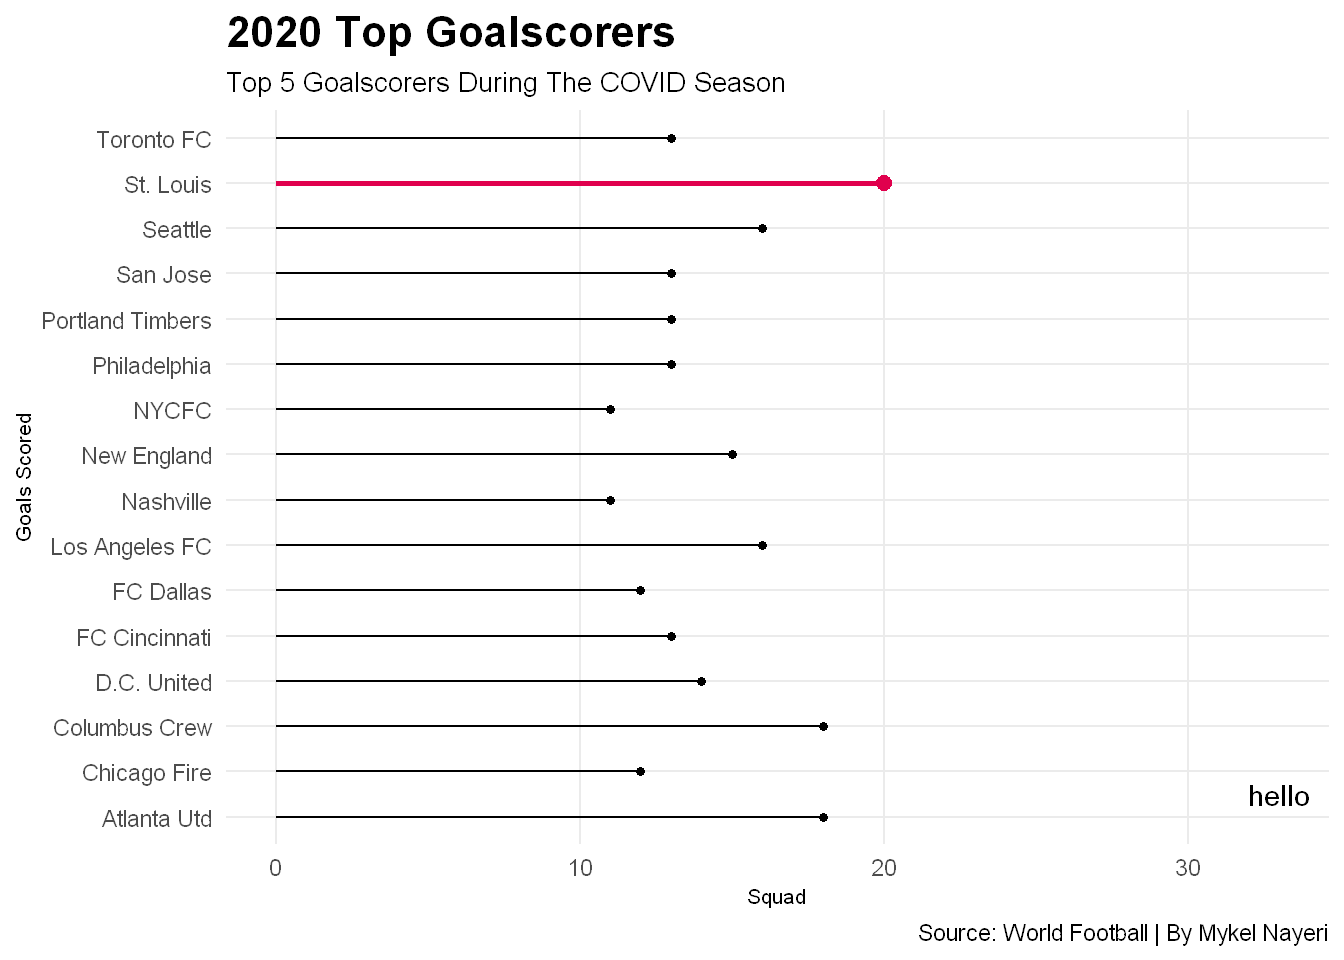 2020 Top Goalscorers
Top 5 Goalscorers During The COVID Season
Toronto FC
St. Louis
Seattle
San Jose
Portland Timbers
Philadelphia
NYCFC
New England
Nashville
Los Angeles FC
FC Dallas
FC Cincinnati
D.C. United
Columbus Crew
Chicago Fire
Atlanta Utd
Goals Scored
hello
0 10 20 30
Squad
Source: World Football | By Mykel Nayeri